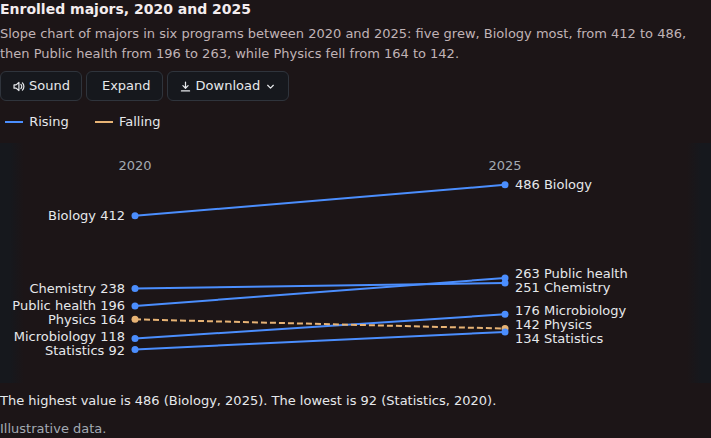 Enrolled majors, 2020 and 2025
Slope chart of majors in six programs between 2020 and 2025: five grew, Biology most, from 412 to 486,
then Public health from 196 to 263, while Physics fell from 164 to 142.
Sound Expand Download
Rising Falling
2020 2025
486 Biology
Biology 412
263 Public health
Chemistry 238 251 Chemistry
Public health 196
176 Microbiology
Physics 164
142 Physics
Microbiology 118 134 Statistics
Statistics 92
The highest value is 486 (Biology, 2025). The lowest is 92 (Statistics, 2020).
Illustrative data.